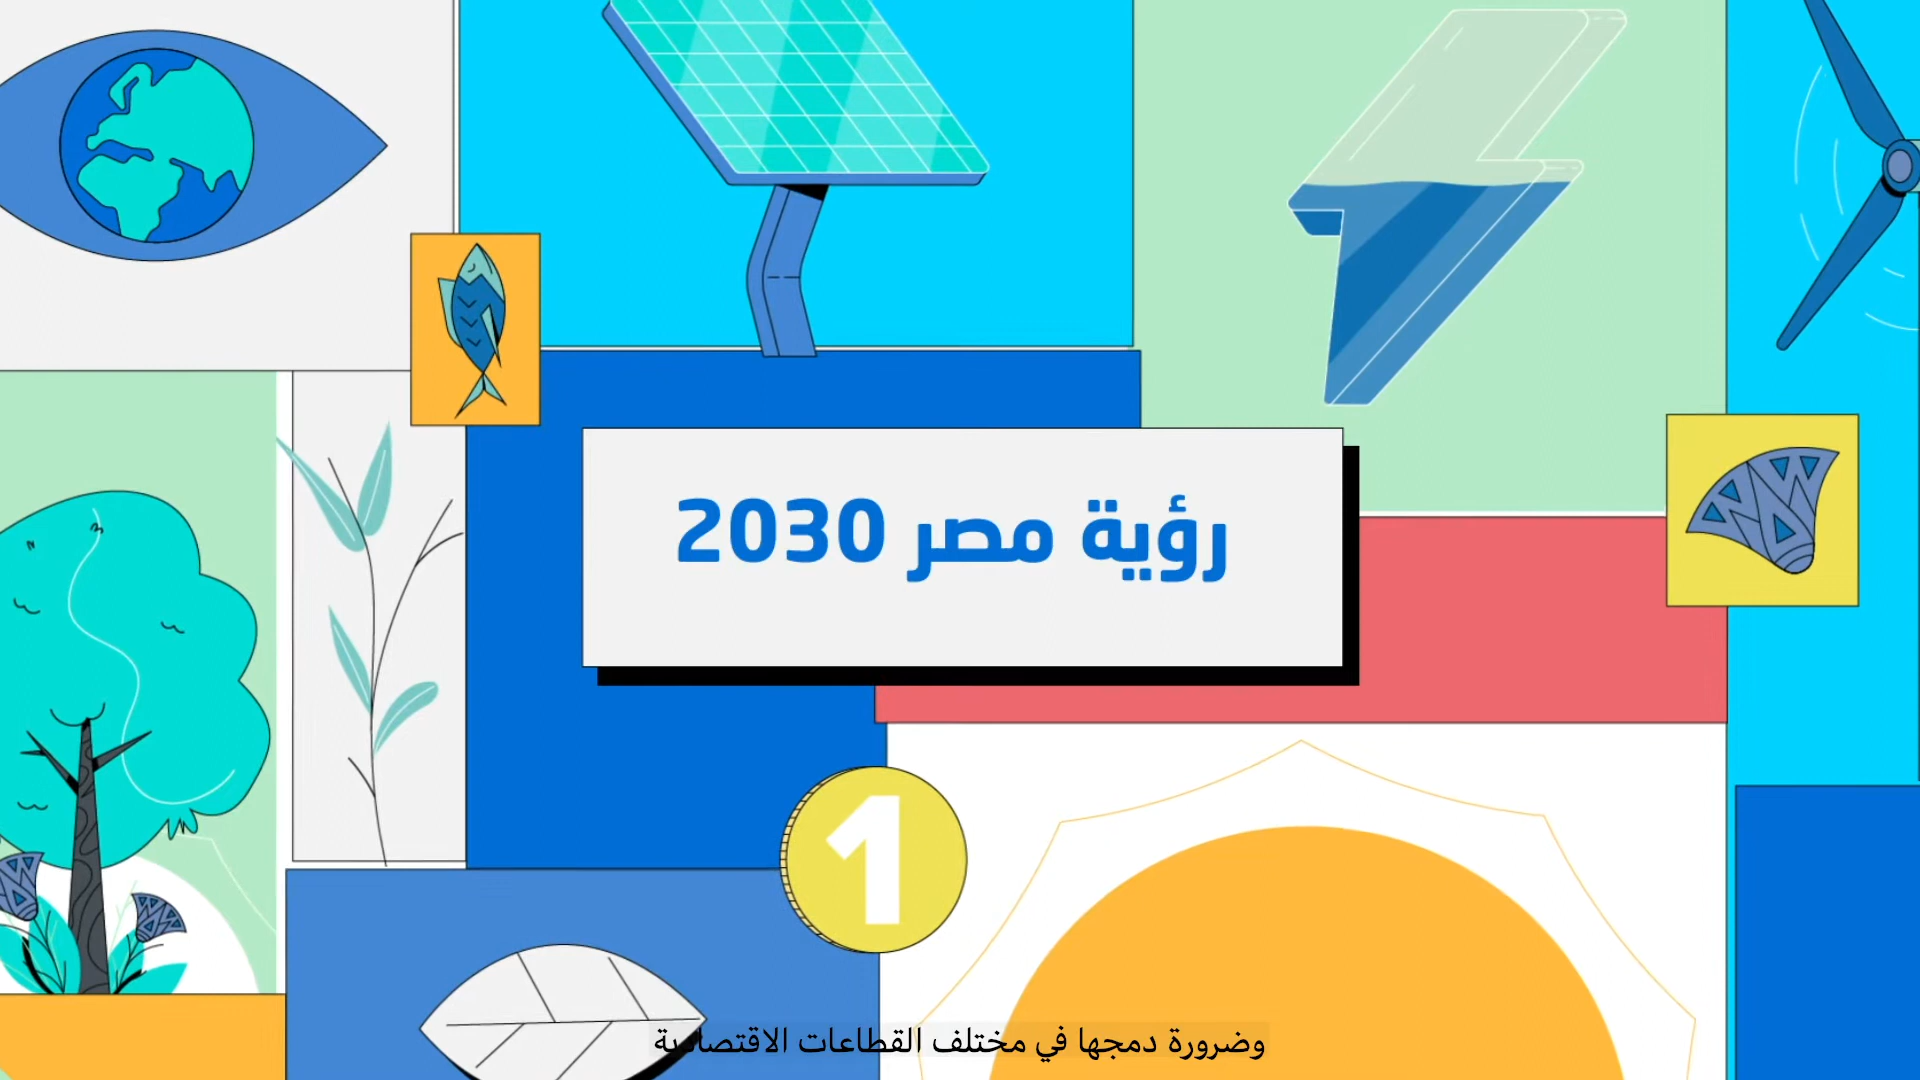 رؤية مصر 2030
1
وضرورة دمجها في مختلف القطاعات الاقتصادية